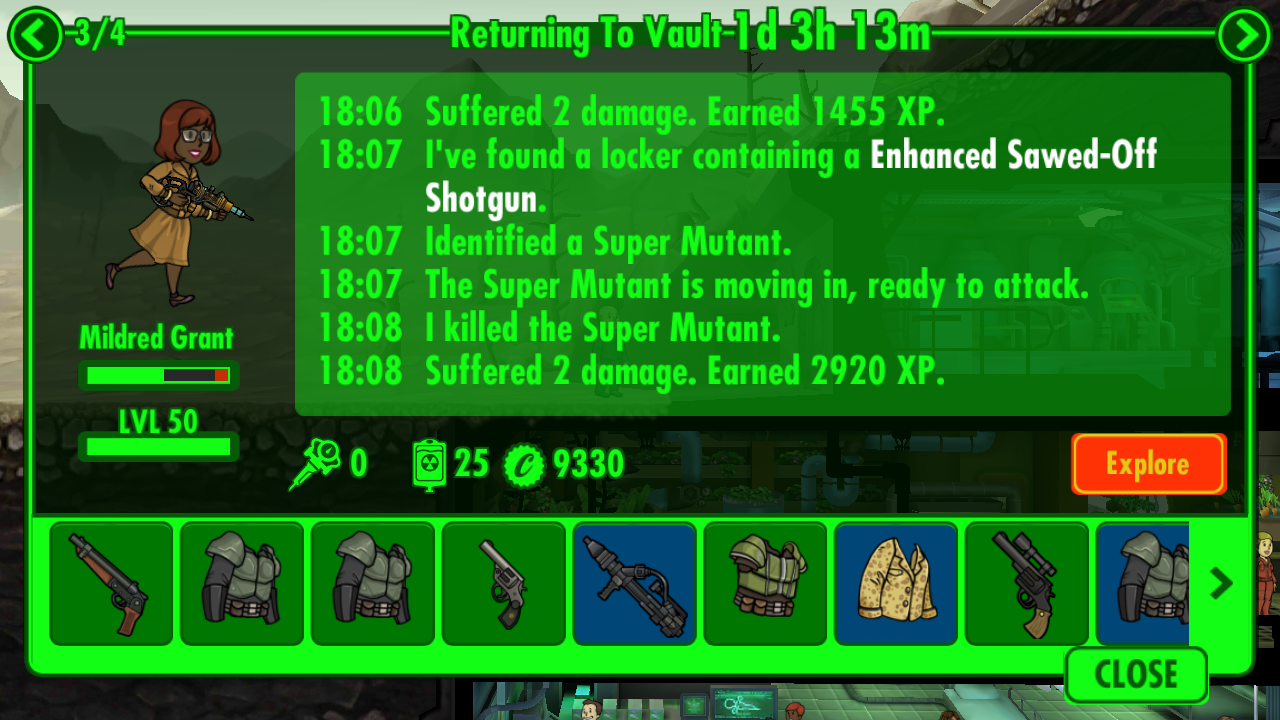 3/4
Returning To Vault 1d 3h 13m
18:06 Suffered 2 damage. Earned 1455 XP.
18:07 I've found a locker containing a Enhanced Sawed-Off
Shotgun.
18:07 Identified a Super Mutant.
18:07 The Super Mutant is moving in, ready to attack.
18:08 I killed the Super Mutant.
18:08 Suffered 2 damage. Earned 2920 XP.
Mildred Grant
LVL 50
0 25 9330
Explore
CLOSE